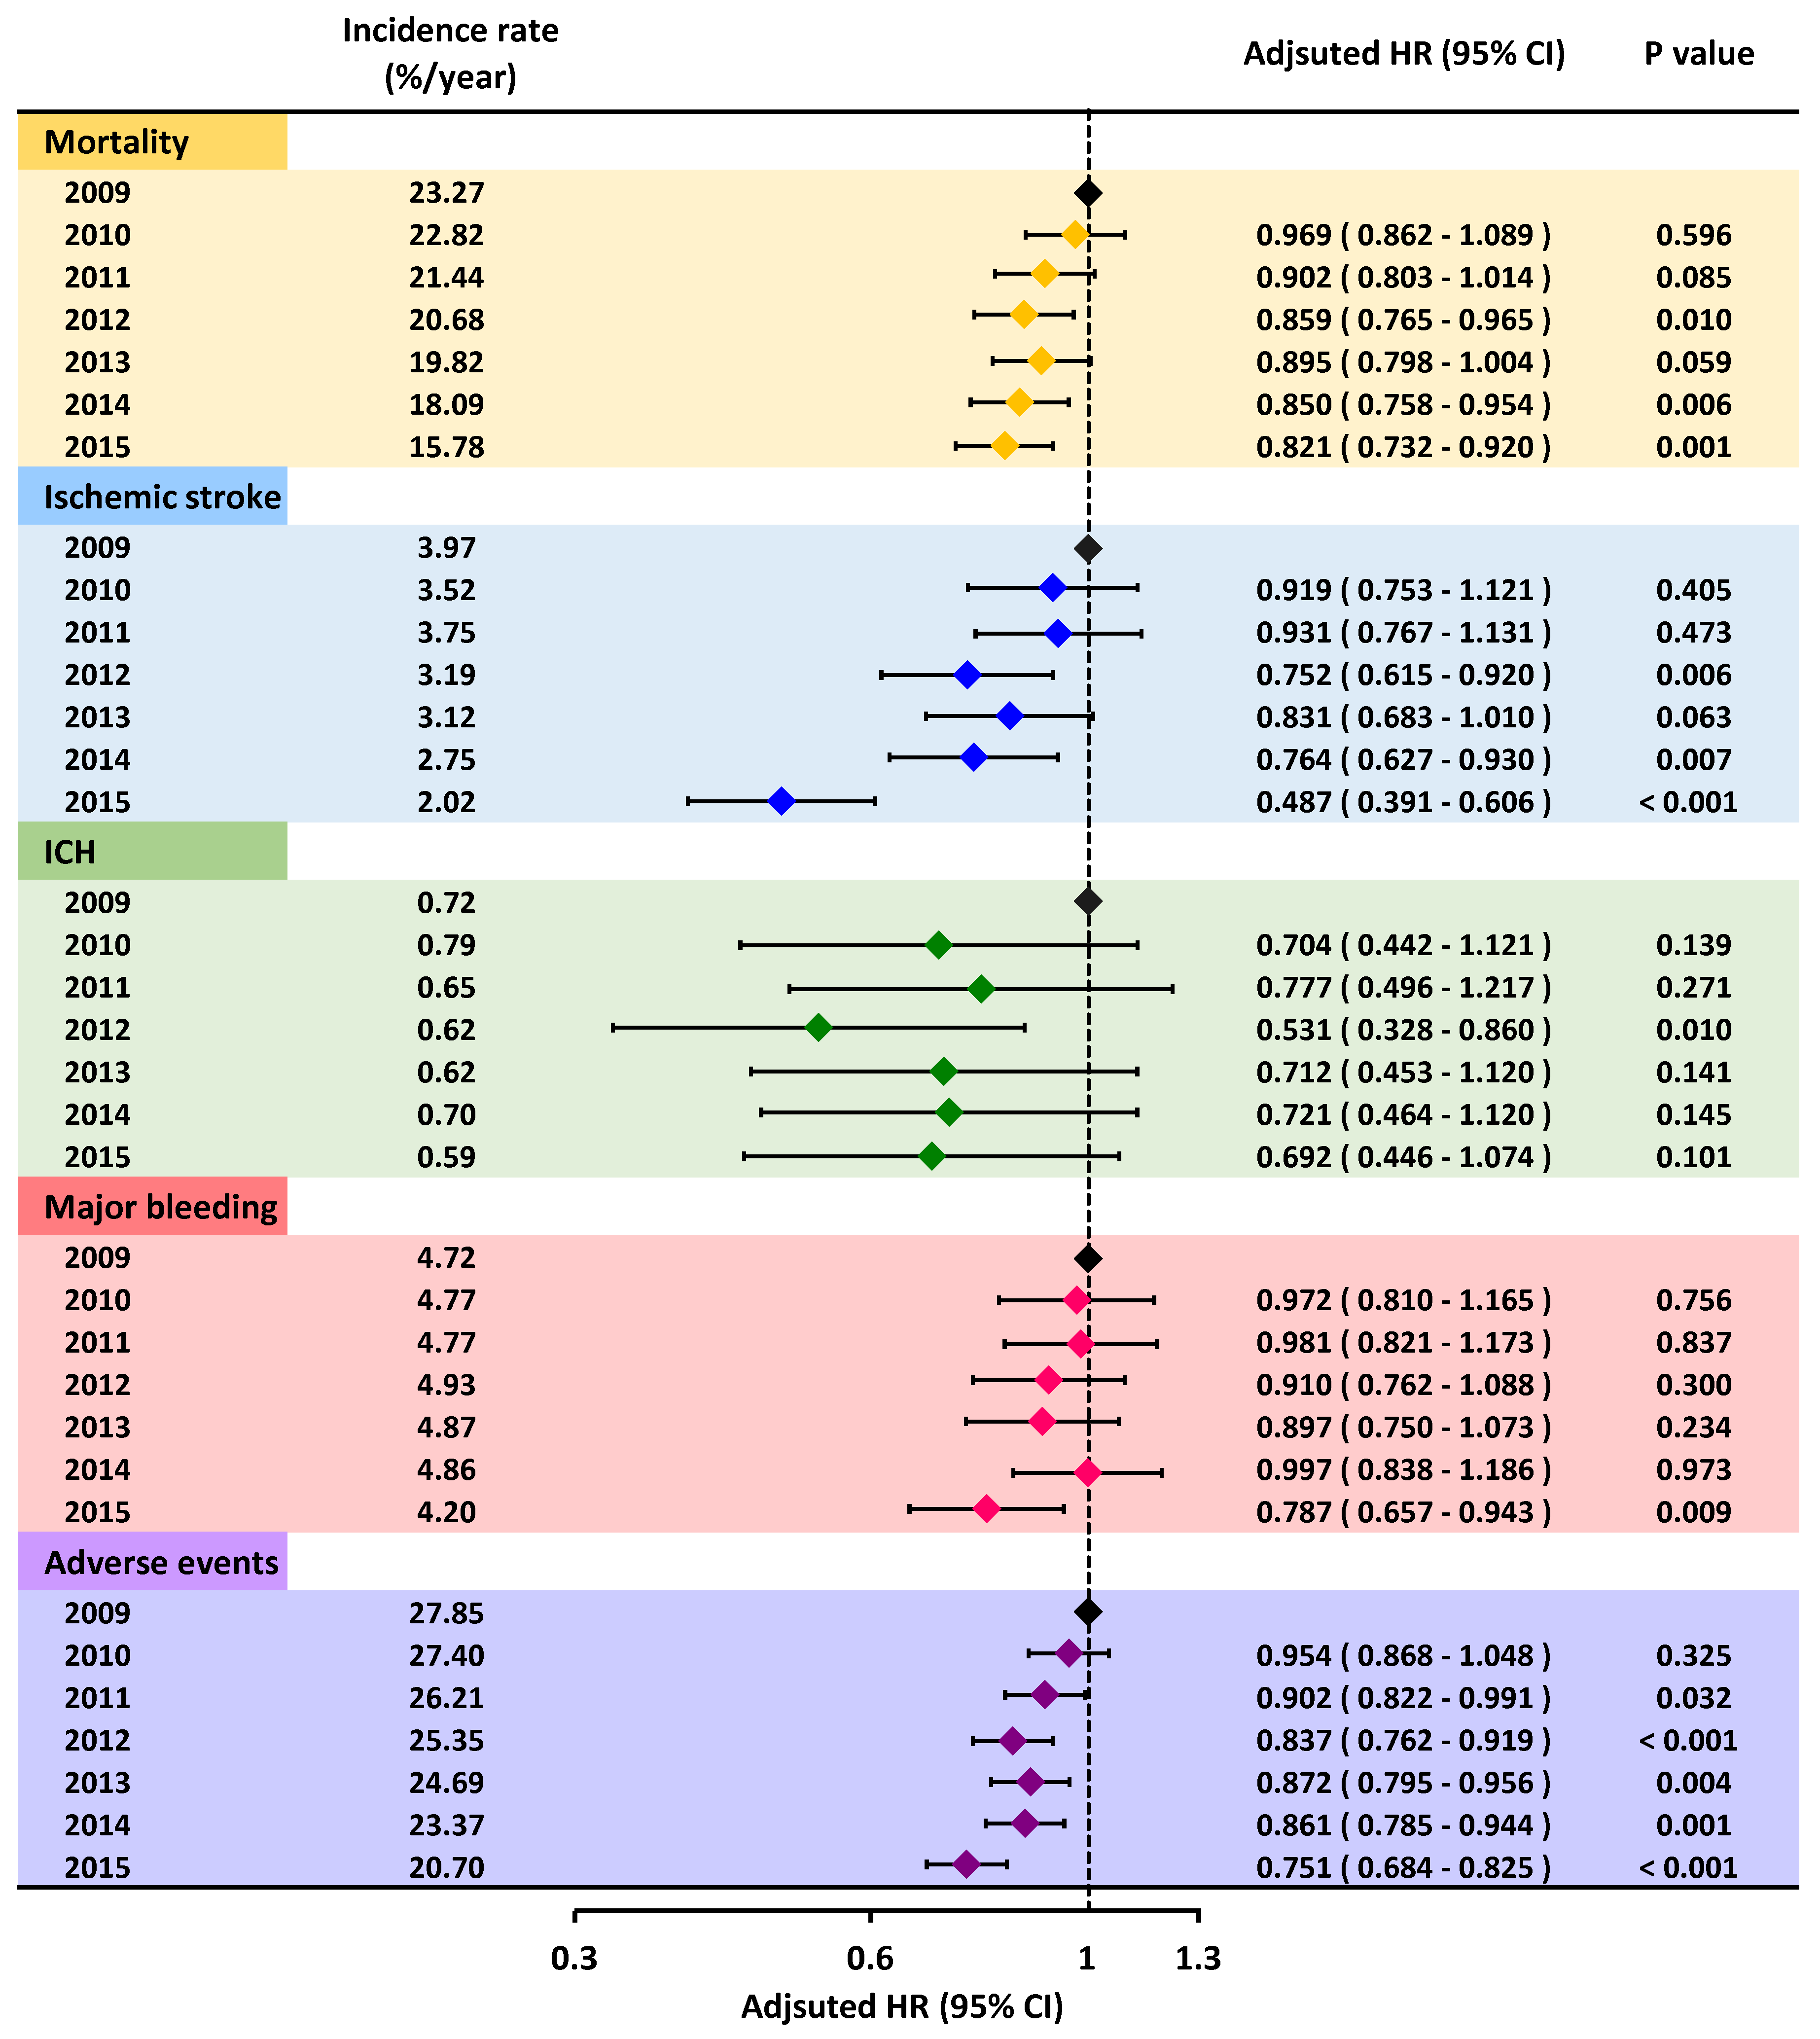 Incidence rate
(%/year)
Adjsuted HR (95% CI) P value
Mortality
2009 23.27
2010 22.82 0.969 ( 0.862 - 1.089 ) 0.596
2011 21.44 0.902 ( 0.803 - 1.014 ) 0.085
2012 20.68 0.859 ( 0.765 - 0.965 ) 0.010
2013 19.82 0.895 ( 0.798 - 1.004 ) 0.059
2014 18.09 0.850 ( 0.758 - 0.954 ) 0.006
2015 15.78 0.821 ( 0.732 - 0.920 ) 0.001
Ischemic stroke
2009 3.97
2010 3.52 0.919 ( 0.753 - 1.121 ) 0.405
2011 3.75 0.931 ( 0.767 - 1.131 ) 0.473
2012 3.19 0.752 ( 0.615 - 0.920 ) 0.006
2013 3.12 0.831 ( 0.683 - 1.010 ) 0.063
2014 2.75 0.764 ( 0.627 - 0.930 ) 0.007
2015 2.02 0.487 ( 0.391 - 0.606 ) < 0.001
ICH
2009 0.72
2010 0.79 0.704 ( 0.442 - 1.121 ) 0.139
2011 0.65 0.777 ( 0.496 - 1.217 ) 0.271
2012 0.62 0.531 ( 0.328 - 0.860 ) 0.010
2013 0.62 0.712 ( 0.453 - 1.120 ) 0.141
2014 0.70 0.721 ( 0.464 - 1.120 ) 0.145
2015 0.59 0.692 ( 0.446 - 1.074 ) 0.101
Major bleeding
2009 4.72
2010 4.77 0.972 ( 0.810 - 1.165 ) 0.756
2011 4.77 0.981 ( 0.821 - 1.173 ) 0.837
2012 4.93 0.910 ( 0.762 - 1.088 ) 0.300
2013 4.87 0.897 ( 0.750 - 1.073 ) 0.234
2014 4.86 0.997 ( 0.838 - 1.186 ) 0.973
2015 4.20 0.787 ( 0.657 - 0.943 ) 0.009
Adverse events
2009 27.85
2010 27.40 0.954 ( 0.868 - 1.048 ) 0.325
2011 26.21 0.902 ( 0.822 - 0.991 ) 0.032
2012 25.35 0.837 ( 0.762 - 0.919 ) < 0.001
2013 24.69 0.872 ( 0.795 - 0.956 ) 0.004
2014 23.37 0.861 ( 0.785 - 0.944 ) 0.001
2015 20.70 0.751 ( 0.684 - 0.825 ) < 0.001
0.3 0.6 1 1.3
Adjsuted HR (95% CI)